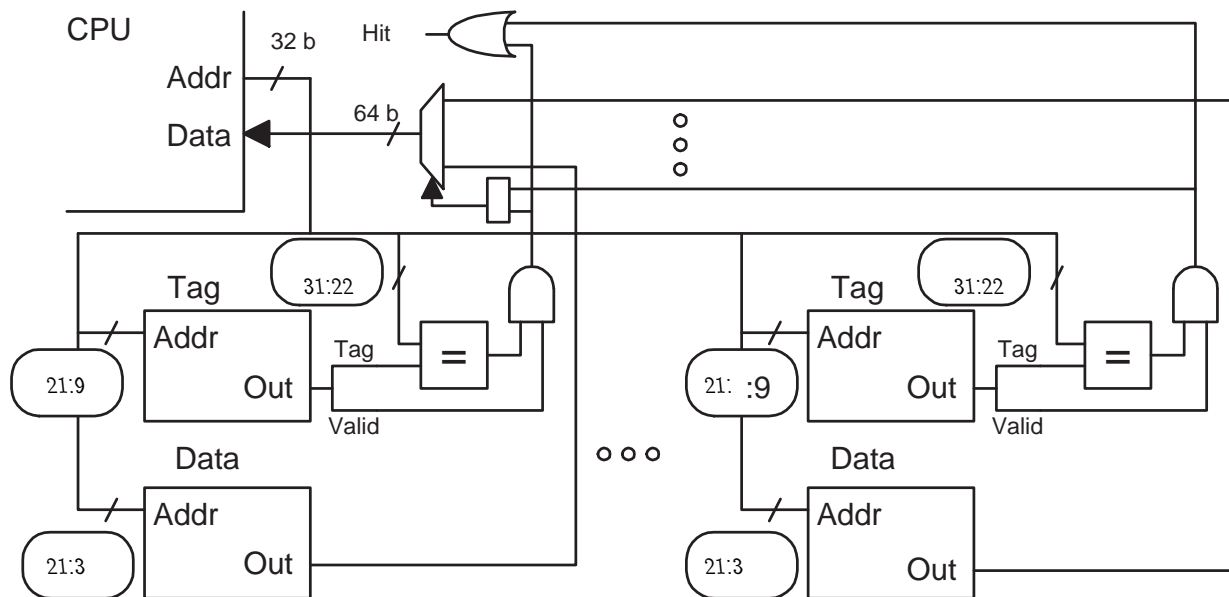 CPU
32 b
Hit
Addr
64 b
Data
31:22
31:22
Tag
Tag
Addr
Tag
=
Addr
Tag
=
21:9
Out
21: :9
Out
Valid
Valid
Data
Data
Addr
Addr
21:3
Out
21:3
Out